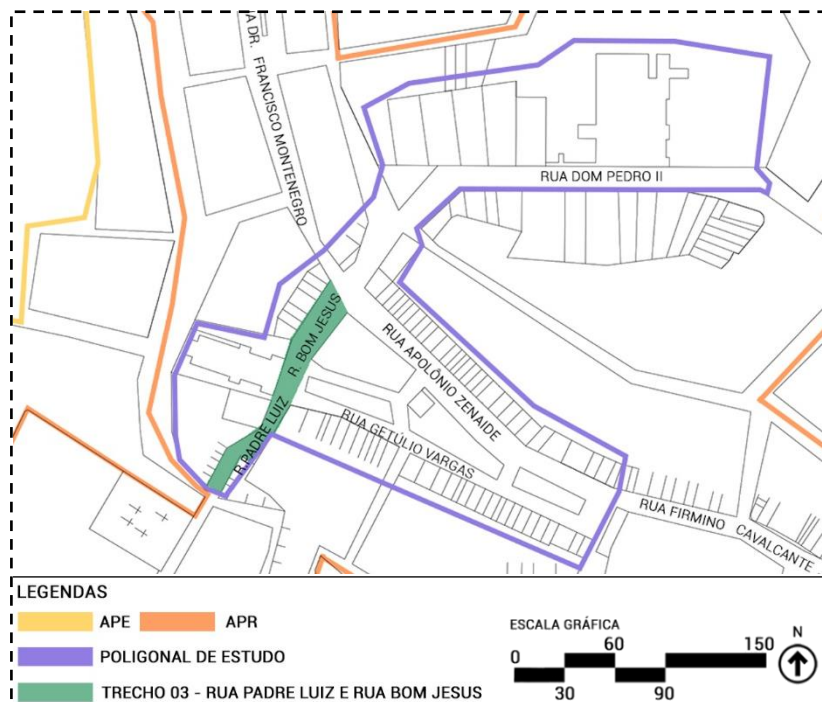 A DR. FRANCISCO MONTENEGRO
RUA DOM PEDRO II
R. BOM JESUS
RUA APOLÔNIO ZENAIDE
R.PADRE LUIZ
RUA GETÚLIO VARGAS
RUA FIRMINO CAVALCANTE
LEGENDAS
APE APR
POLIGONAL DE ESTUDO
TRECHO 03 - RUA PADRE LUIZ E RUA BOM JESUS
ESCALA GRÁFICA
0 60 150
30 90
N